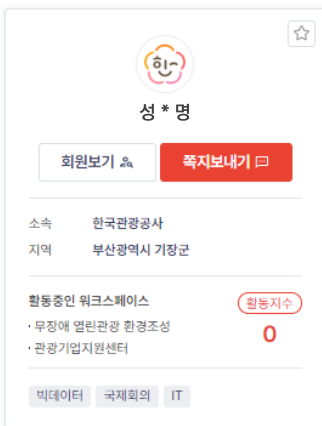 힌
성 * 명
회원보기
쪽지보내기
소속 한국관광공사
지역 부산광역시 기장군
활동중인 워크스페이스
활동지수
· 무장애 열린관광 환경조성
0
· 관광기업지원센터
빅데이터 국제회의 IT